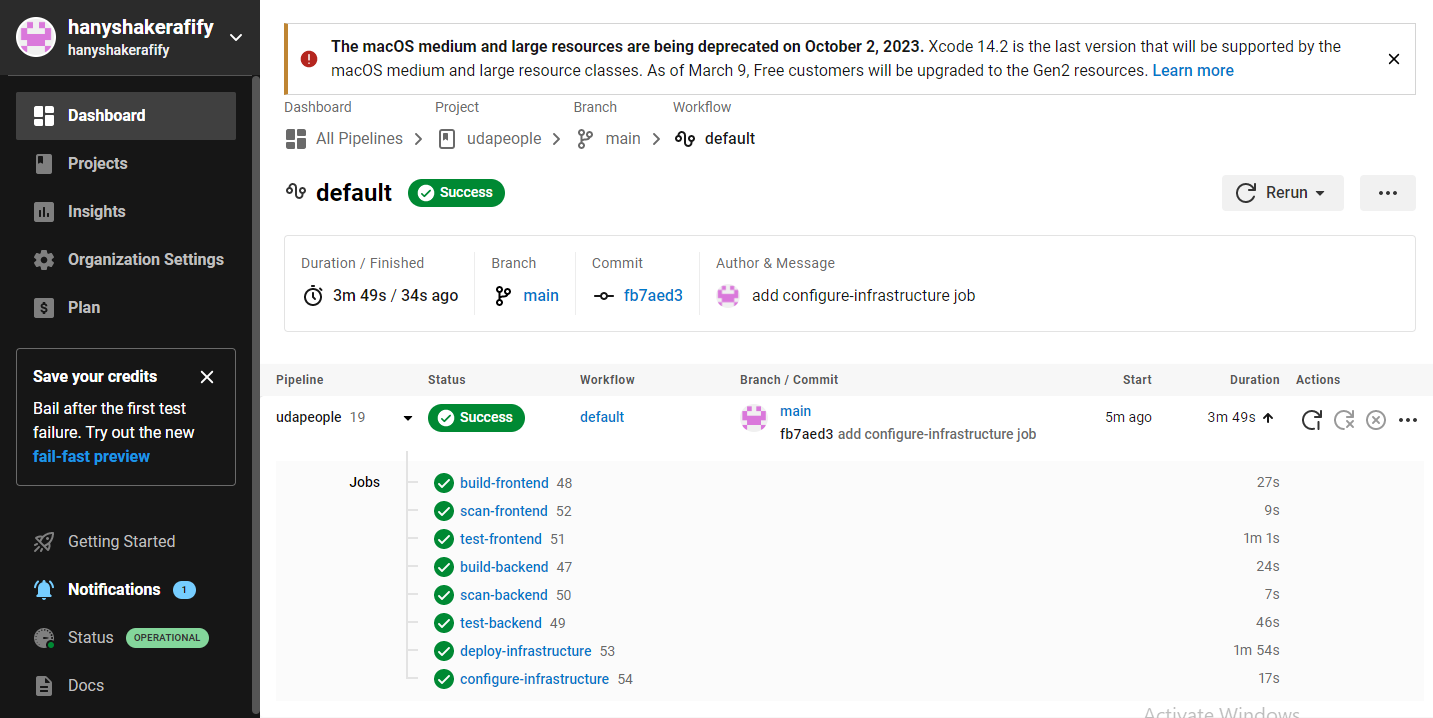 hanyshakerafify
hanyshakerafify
Dashboard
Projects
Insights
Organization Settings
Plan
Save your credits
Bail after the first test
failure. Try out the new
fail-fast preview
Getting Started
Notifications 1
Status OPERATIONAL
Docs
The macOS medium and large resources are being deprecated on October 2, 2023. Xcode 14.2 is the last version that will be supported by the
macOS medium and large resource classes. As of March 9, Free customers will be upgraded to the Gen2 resources. Learn more
Dashboard Project Branch Workflow
All Pipelines udapeople main default
default Success Rerun
Duration / Finished Branch Commit Author & Message
3m 49s / 34s ago main fb7aed3 add configure-infrastructure job
Pipeline Status Workflow Branch / Commit Start Duration Actions
udapeople 19 Success default main 5m ago 3m 49s
fb7aed3 add configure-infrastructure job
Jobs build-frontend 48 27s
scan-frontend 52 9s
test-frontend 51 1m 1s
build-backend 47 24s
scan-backend 50 7s
test-backend 49 46s
deploy-infrastructure 53 1m 54s
configure-infrastructure 54 17s
Activate Windows